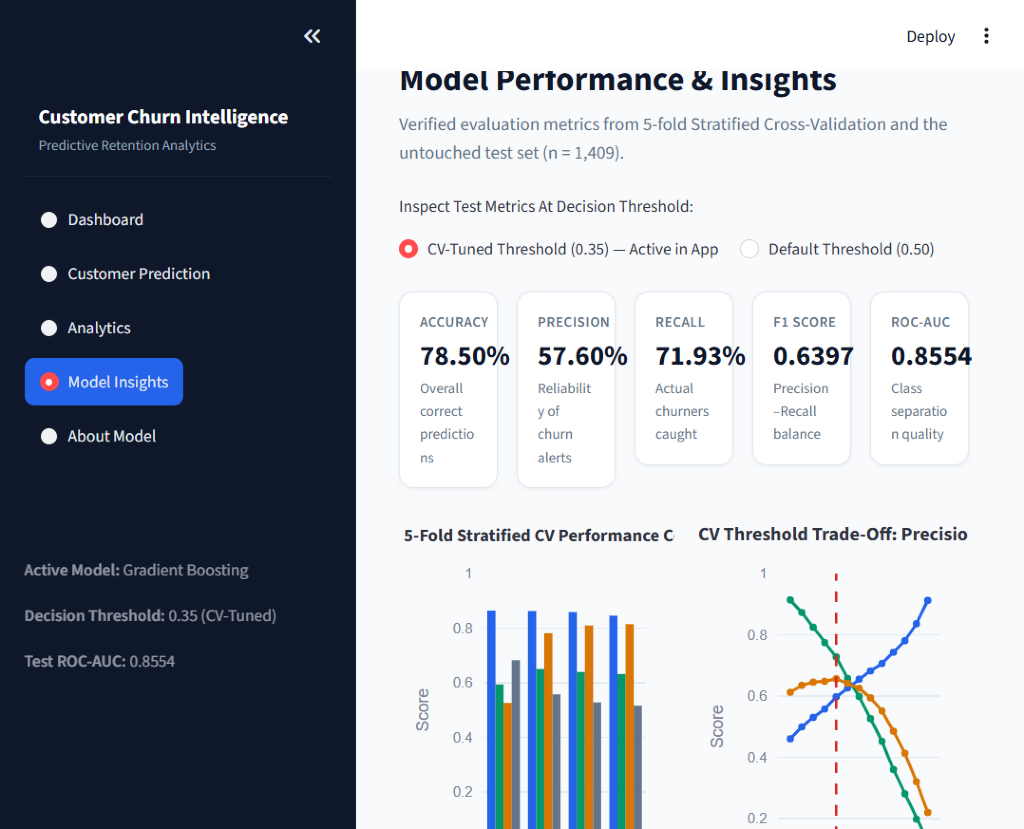 Deploy
Customer Churn Intelligence
Predictive Retention Analytics
Dashboard
Customer Prediction
Analytics
Model Insights
About Model
Active Model: Gradient Boosting
Decision Threshold: 0.35 (CV-Tuned)
Test ROC-AUC: 0.8554
Model Performance & Insights
Verified evaluation metrics from 5-fold Stratified Cross-Validation and the
untouched test set (n = 1,409).
Inspect Test Metrics At Decision Threshold:
CV-Tuned Threshold (0.35) — Active in App
Default Threshold (0.50)
ACCURACY
78.50%
Overall
correct
predictio
ns
PRECISION
57.60%
Reliabilit
y of
churn
alerts
RECALL
71.93%
Actual
churners
caught
F1 SCORE
0.6397
Precision
–Recall
balance
ROC-AUC
0.8554
Class
separatio
n quality
5-Fold Stratified CV Performance C
1
0.8
0.6
0.4
0.2
Score
CV Threshold Trade-Off: Precisio
1
0.8
0.6
0.4
0.2
Score